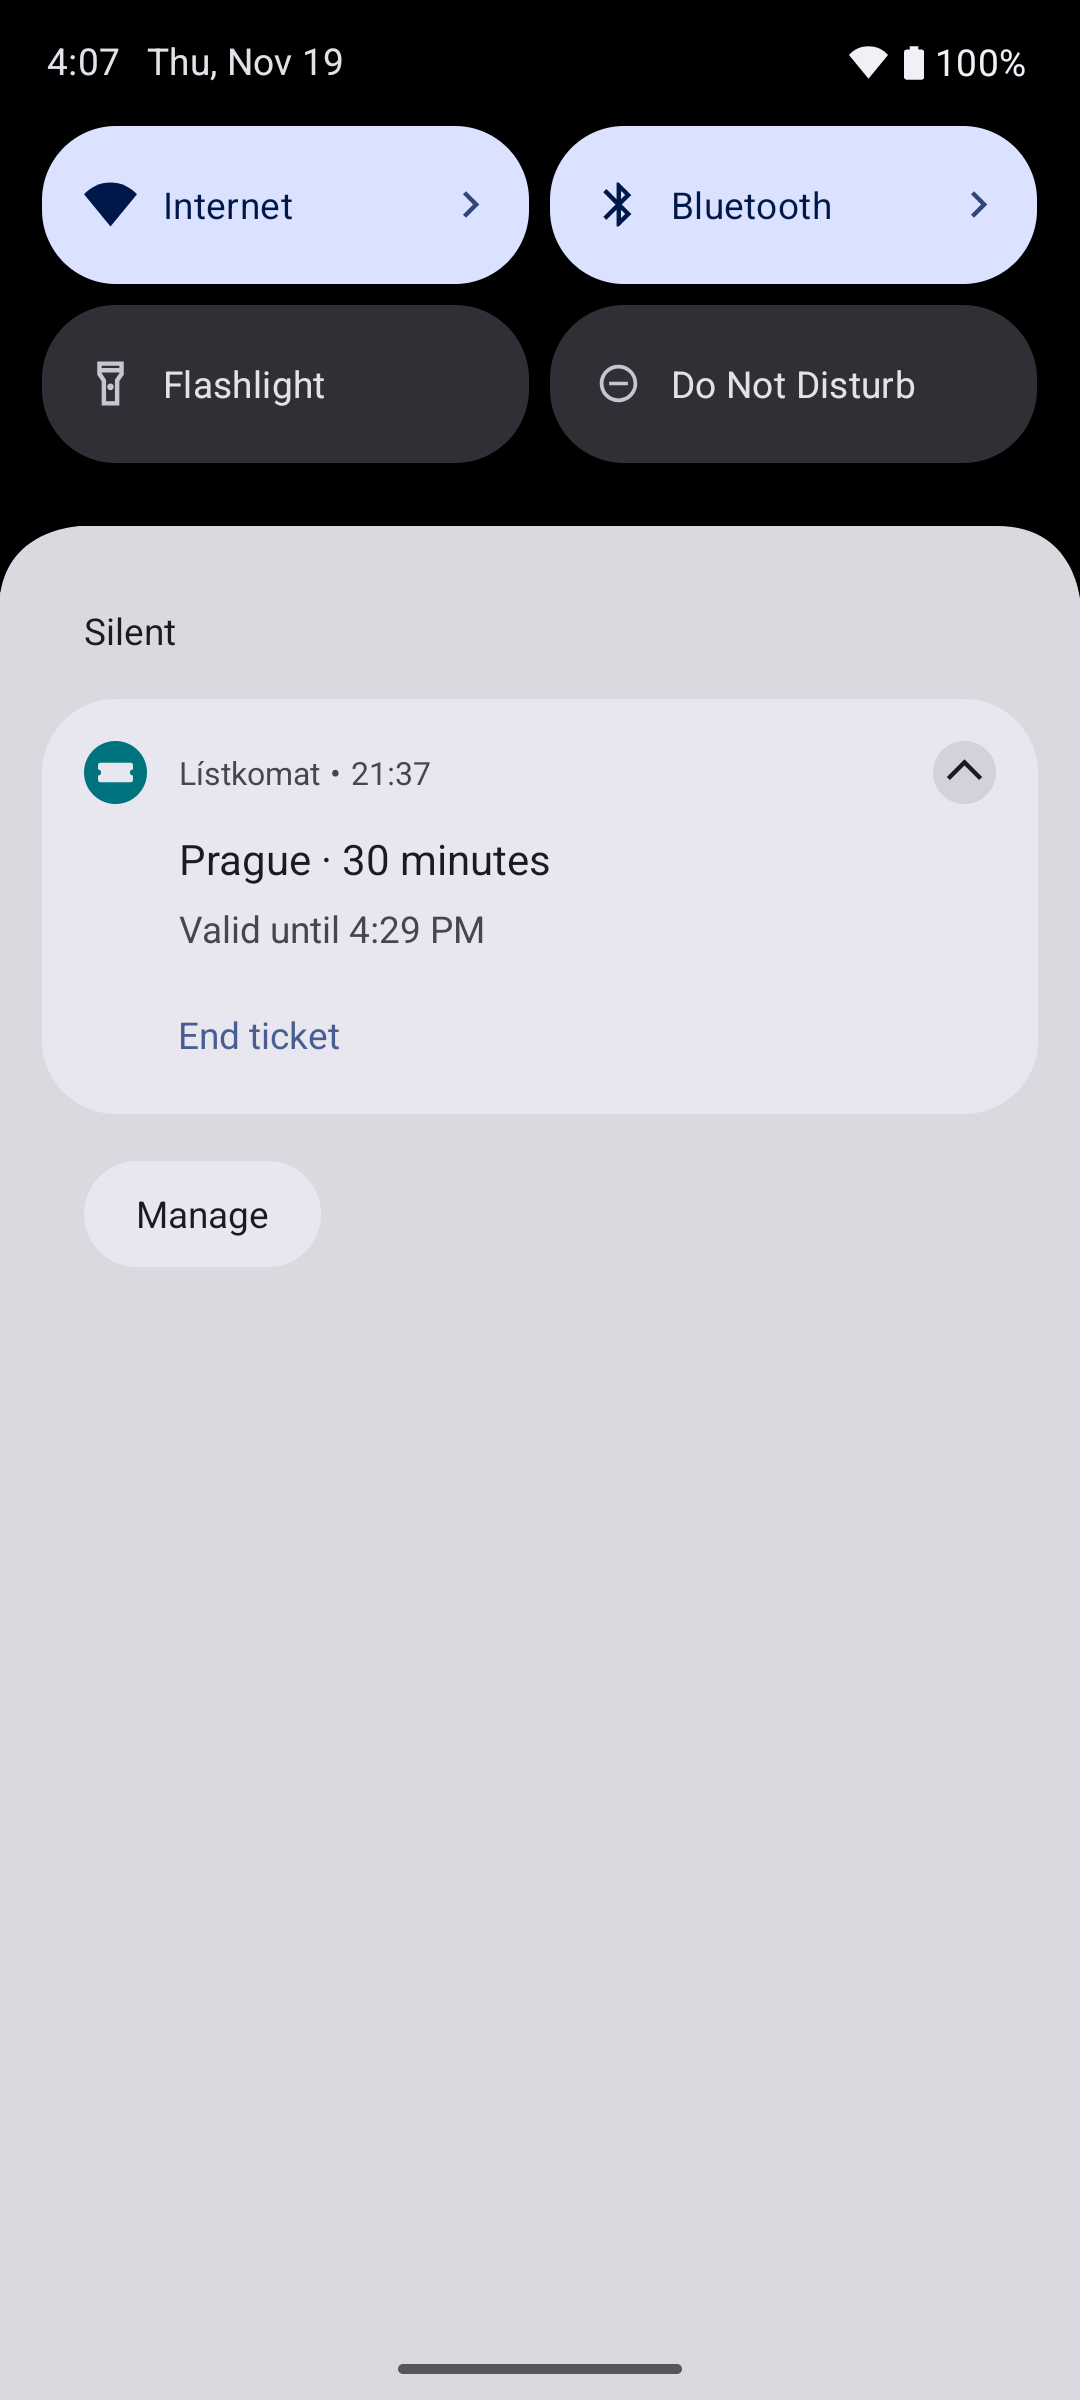 4:07 Thu, Nov 19 100%
Internet Bluetooth
Flashlight Do Not Disturb
Silent
Lístkomat • 21:37
Prague · 30 minutes
Valid until 4:29 PM
End ticket
Manage